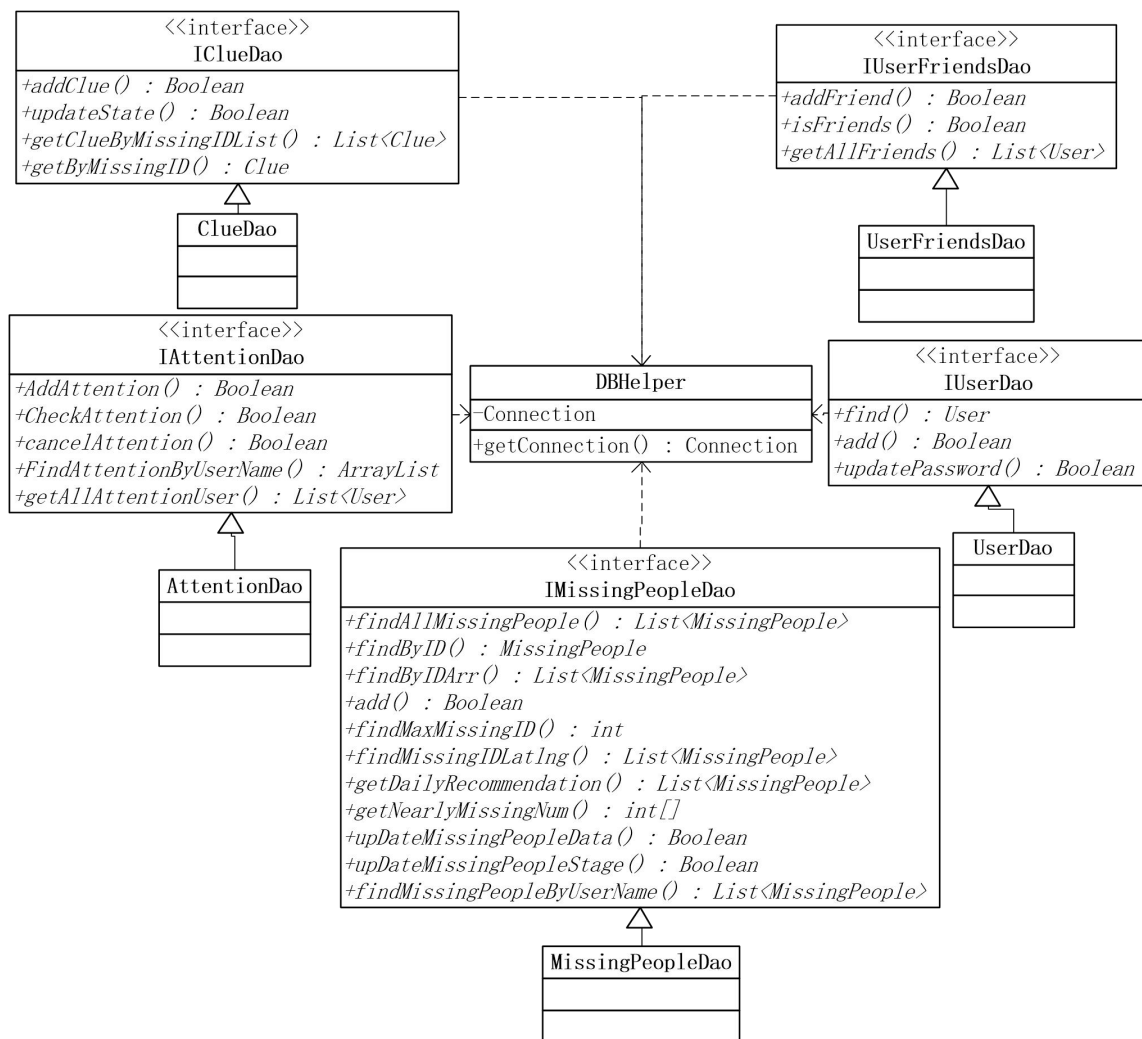 <<interface>>
IClueDao
+addClue() : Boolean
+updateState() : Boolean
+getClueByMissingIDList() : List<Clue>
+getByMissingID() : Clue
ClueDao
<<interface>>
IUserFriendsDao
+addFriend() : Boolean
+isFriends() : Boolean
+getAllFriends() : List<User>
UserFriendsDao
<<interface>>
IAttentionDao
+AddAttention() : Boolean
+CheckAttention() : Boolean
+cancelAttention() : Boolean
+FindAttentionByUserName() : ArrayList
+getAllAttentionUser() : List<User>
AttentionDao
DBHelper
-Connection
+getConnection() : Connection
<<interface>>
IUserDao
+find() : User
+add() : Boolean
+updatePassword() : Boolean
UserDao
<<interface>>
IMissingPeopleDao
+findAllMissingPeople() : List<MissingPeople>
+findByID() : MissingPeople
+findByIDArr() : List<MissingPeople>
+add() : Boolean
+findMaxMissingID() : int
+findMissingIDLatlng() : List<MissingPeople>
+getDailyRecommendation() : List<MissingPeople>
+getNearlyMissingNum() : int[]
+upDateMissingPeopleData() : Boolean
+upDateMissingPeopleStage() : Boolean
+findMissingPeopleByUserName() : List<MissingPeople>
MissingPeopleDao